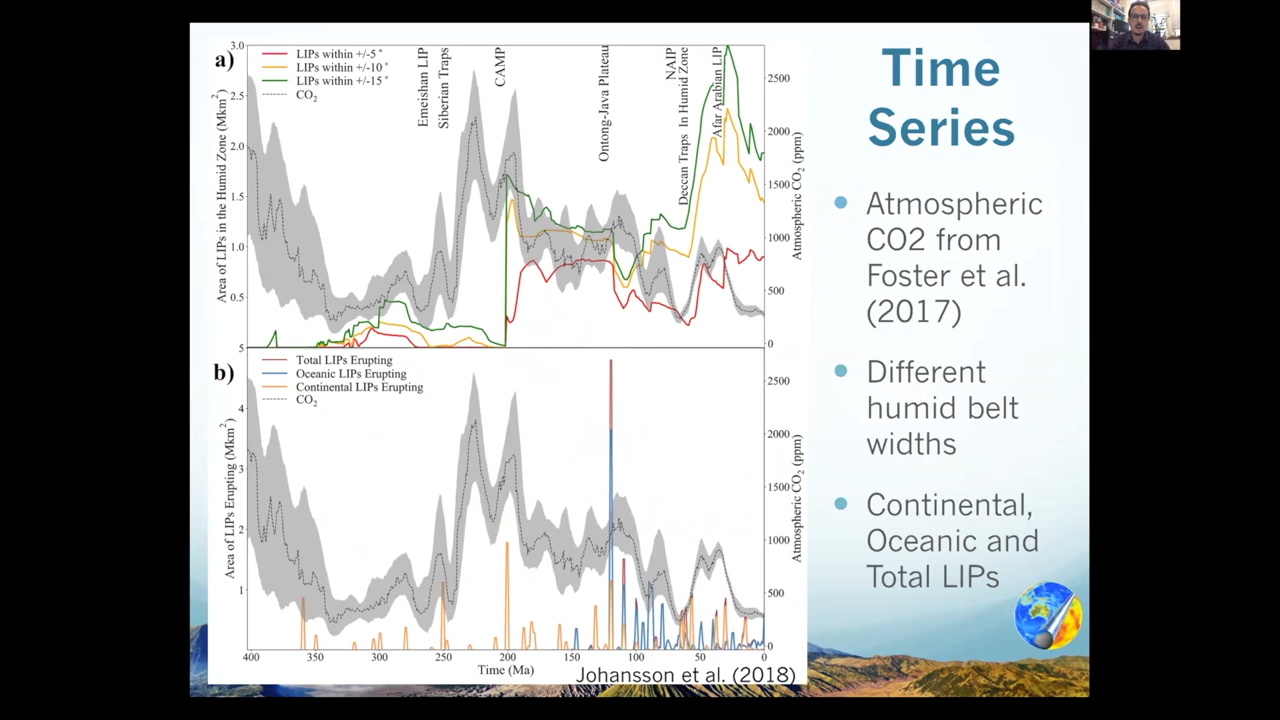 a)
3.0
2.5
2.0
1.5
1.0
0.5
Area of LIPs in the Humid Zone (Mkm²)
LIPs within +/-5°
LIPs within +/-10°
LIPs within +/-15°
CO₂
Emeishan LIP
Siberian Traps
CAMP
Ontong-Java Plateau
NAIP
Deccan Traps In Humid Zone
Afar Arabian LIP
2500
2000
1500
1000
500
0
Atmospheric CO₂ (ppm)
b)
5
4
3
2
1
Area of LIPs Erupting (Mkm²)
Total LIPs Erupting
Oceanic LIPs Erupting
Continental LIPs Erupting
CO₂
2500
2000
1500
1000
500
0
Atmospheric CO₂ (ppm)
400 350 300 250 200 150 100 50 0
Time (Ma)
Johansson et al. (2018)
Time
Series
Atmospheric
CO2 from
Foster et al.
(2017)
Different
humid belt
widths
Continental,
Oceanic and
Total LIPs